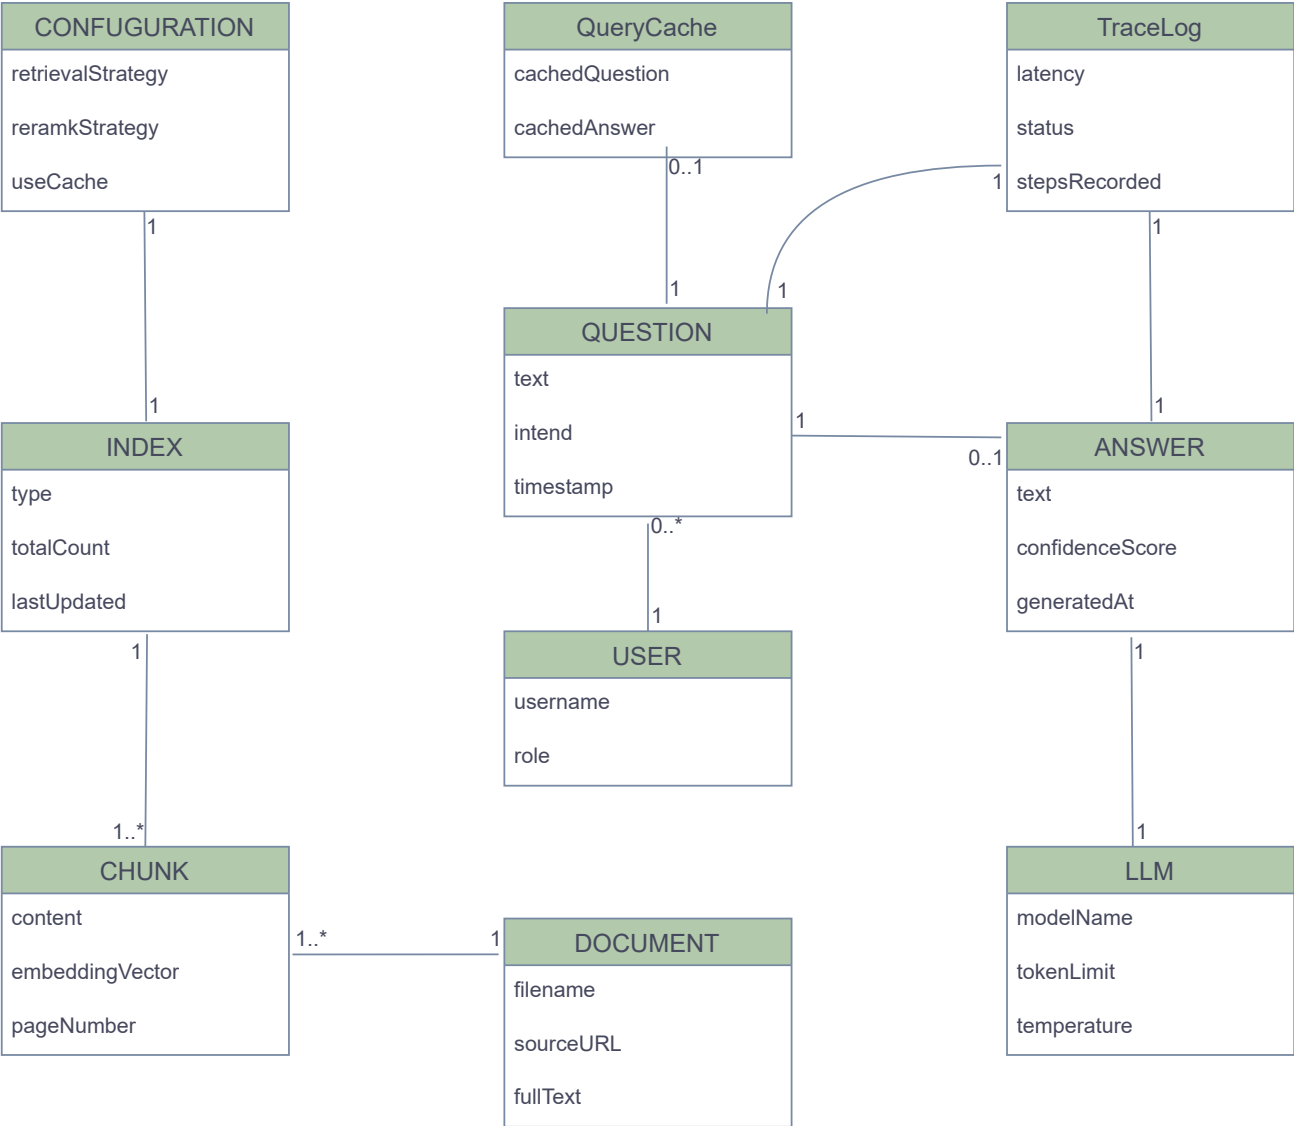 CONFUGURATION
retrievalStrategy
reramkStrategy
useCache
1
1
INDEX
type
totalCount
lastUpdated
1
1..*
CHUNK
content
embeddingVector
pageNumber
1..*
1
QueryCache
cachedQuestion
cachedAnswer
0..1
1
1
QUESTION
text
intend
timestamp
1
0..1
0..*
1
USER
username
role
DOCUMENT
filename
sourceURL
fullText
TraceLog
latency
status
stepsRecorded
1
1
1
ANSWER
text
confidenceScore
generatedAt
1
1
LLM
modelName
tokenLimit
temperature